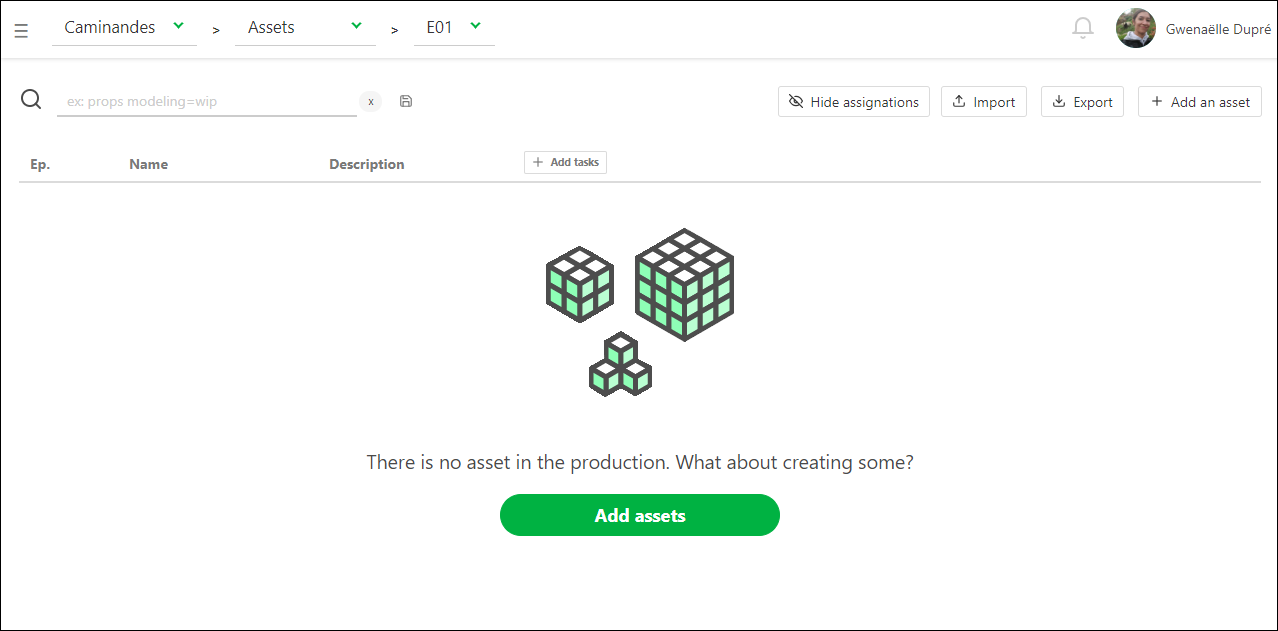 Caminandes > Assets > E01
Gwenaëlle Dupré
ex: props modeling=wip x
Hide assignations
Import
Export
+ Add an asset
Ep. Name Description + Add tasks
There is no asset in the production. What about creating some?
Add assets